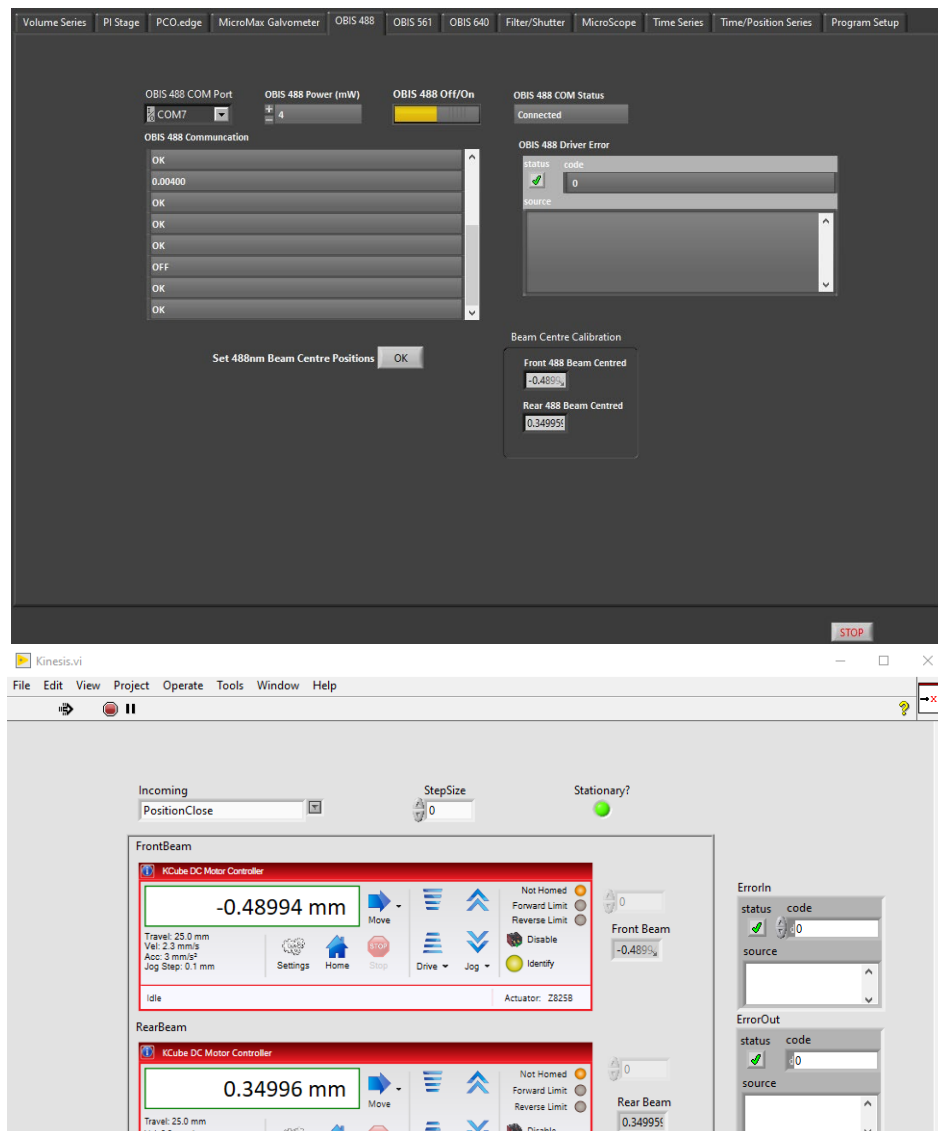 Volume Series PI Stage PCO.edge MicroMax Galvometer OBIS 488 OBIS 561 OBIS 640 Filter/Shutter MicroScope Time Series Time/Position Series Program Setup
OBIS 488 COM Port OBIS 488 Power (mW) OBIS 488 Off/On OBIS 488 COM Status
COM7 4 Connected
OBIS 488 Communcation
OBIS 488 Driver Error
OK
0.00400
OK
OK
OK
OFF
OK
OK
status code
0
source
Set 488nm Beam Centre Positions OK
Beam Centre Calibration
Front 488 Beam Centred
-0.4899
Rear 488 Beam Centred
0.34995
STOP
Kinesis.vi
File Edit View Project Operate Tools Window Help
Incoming StepSize Stationary?
PositionClose 0
FrontBeam
KCube DC Motor Controller
-0.48994 mm
Move
Travel: 25.0 mm
Vel: 2.3 mm/s
Acc: 3 mm/s²
Jog Step: 0.1 mm
Settings Home Stop Drive Jog
Not Homed
Forward Limit
Reverse Limit
Disable
Identify
Idle Actuator: Z825B
0
Front Beam
-0.4899
RearBeam
KCube DC Motor Controller
0.34996 mm
Move
Travel: 25.0 mm
Not Homed
Forward Limit
Reverse Limit
0
Rear Beam
0.34995
ErrorIn
status code
d0
source
ErrorOut
status code
d0
source